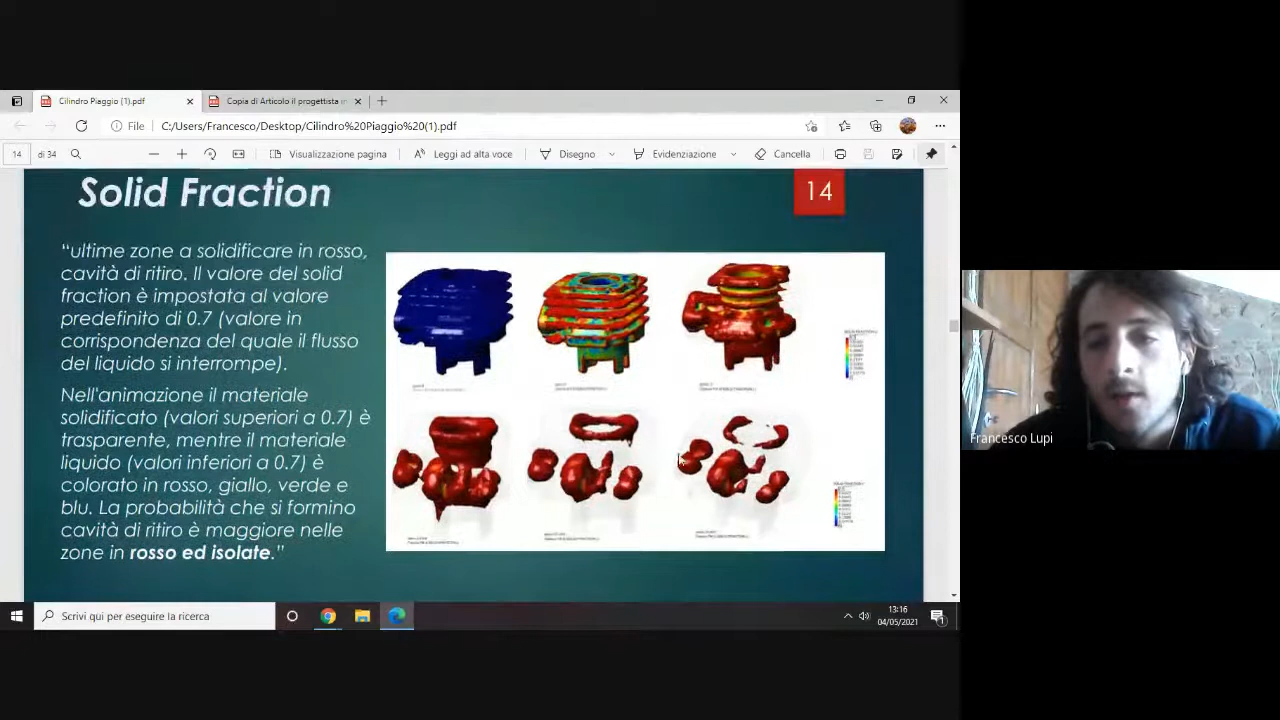 Cilindro Piaggio (1).pdf
Copia di Articolo il progettista in
File
C:/Users/Francesco/Desktop/Cilindro%20Piaggio%20(1).pdf
14 di 34
Visualizzazione pagina
Leggi ad alta voce
Disegno
Evidenziazione
Cancella
Solid Fraction
14
“ultime zone a solidificare in rosso,
cavità di ritiro. Il valore del solid
fraction è impostata al valore
predefinito di 0.7 (valore in
corrispondenza del quale il flusso
del liquido si interrompe).
Nell'animazione il materiale
solidificato (valori superiori a 0.7) è
trasparente, mentre il materiale
liquido (valori inferiori a 0.7) è
colorato in rosso, giallo, verde e
blu. La probabilità che si formino
cavità di ritiro è maggiore nelle
zone in rosso ed isolate.”
Francesco Lupi
Scrivi qui per eseguire la ricerca
13:16
04/05/2021